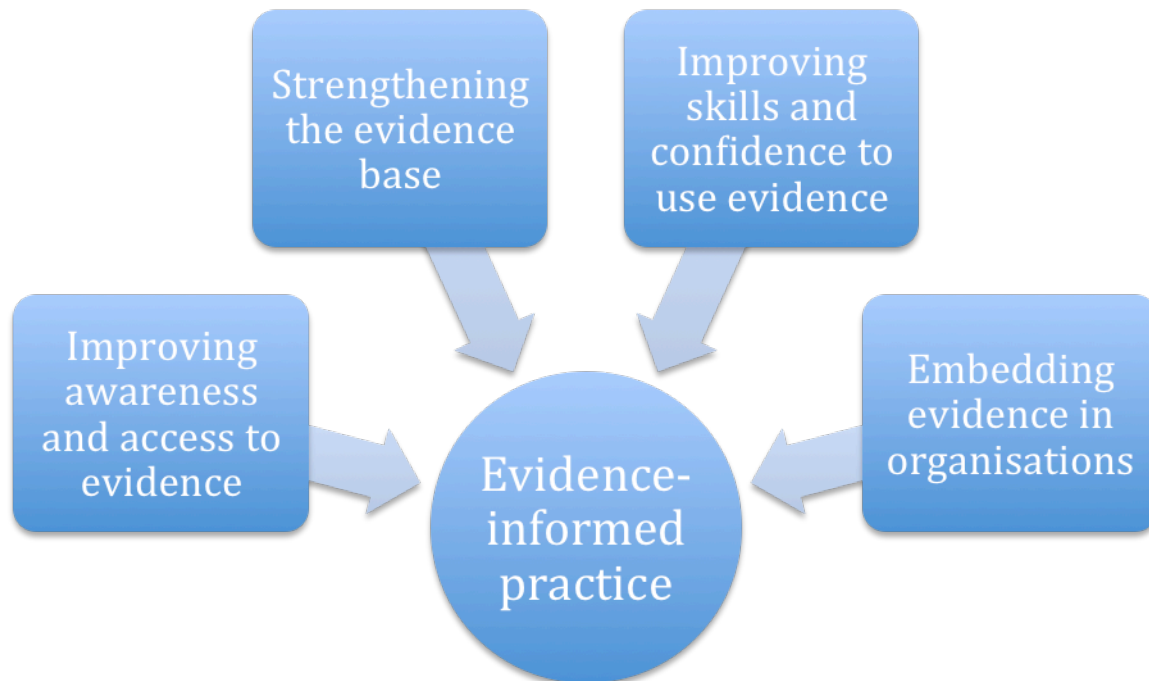 Strengthening
the evidence
base
Improving
skills and
confidence to
use evidence
Improving
awareness
and access to
evidence
Embedding
evidence in
organisations
Evidence-
informed
practice